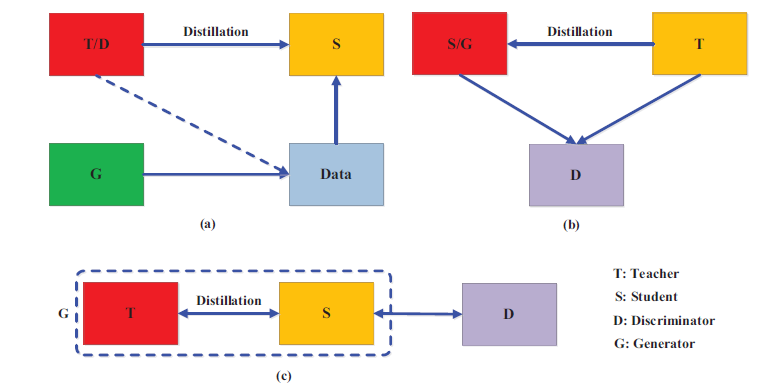 T/D
Distillation
S
G
Data
(a)
S/G
Distillation
T
D
(b)
G
T
Distillation
S
D
(c)
T: Teacher
S: Student
D: Discriminator
G: Generator